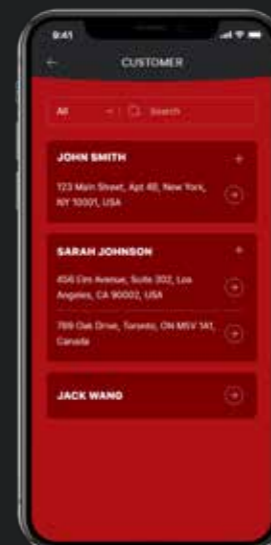 9:41
CUSTOMER
All
Search
JOHN SMITH
123 Main Street, Apt 4B, New York,
NY 10001, USA
SARAH JOHNSON
456 Elm Avenue, Suite 302, Los
Angeles, CA 90002, USA
789 Oak Drive, Toronto, ON M5V 1A1,
Canada
JACK WANG